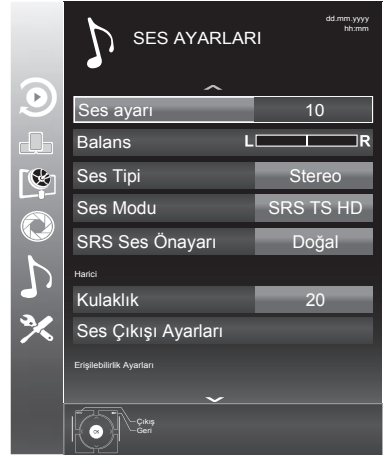 SES AYARLARI
dd.mm.yyyy
hh:mm
Ses ayarı 10
Balans L R
Ses Tipi Stereo
Ses Modu SRS TS HD
SRS Ses Önayarı Doğal
Harici
Kulaklık 20
Ses Çıkışı Ayarları
Erişilebilirlik Ayarları
Çıkış
Geri
OK